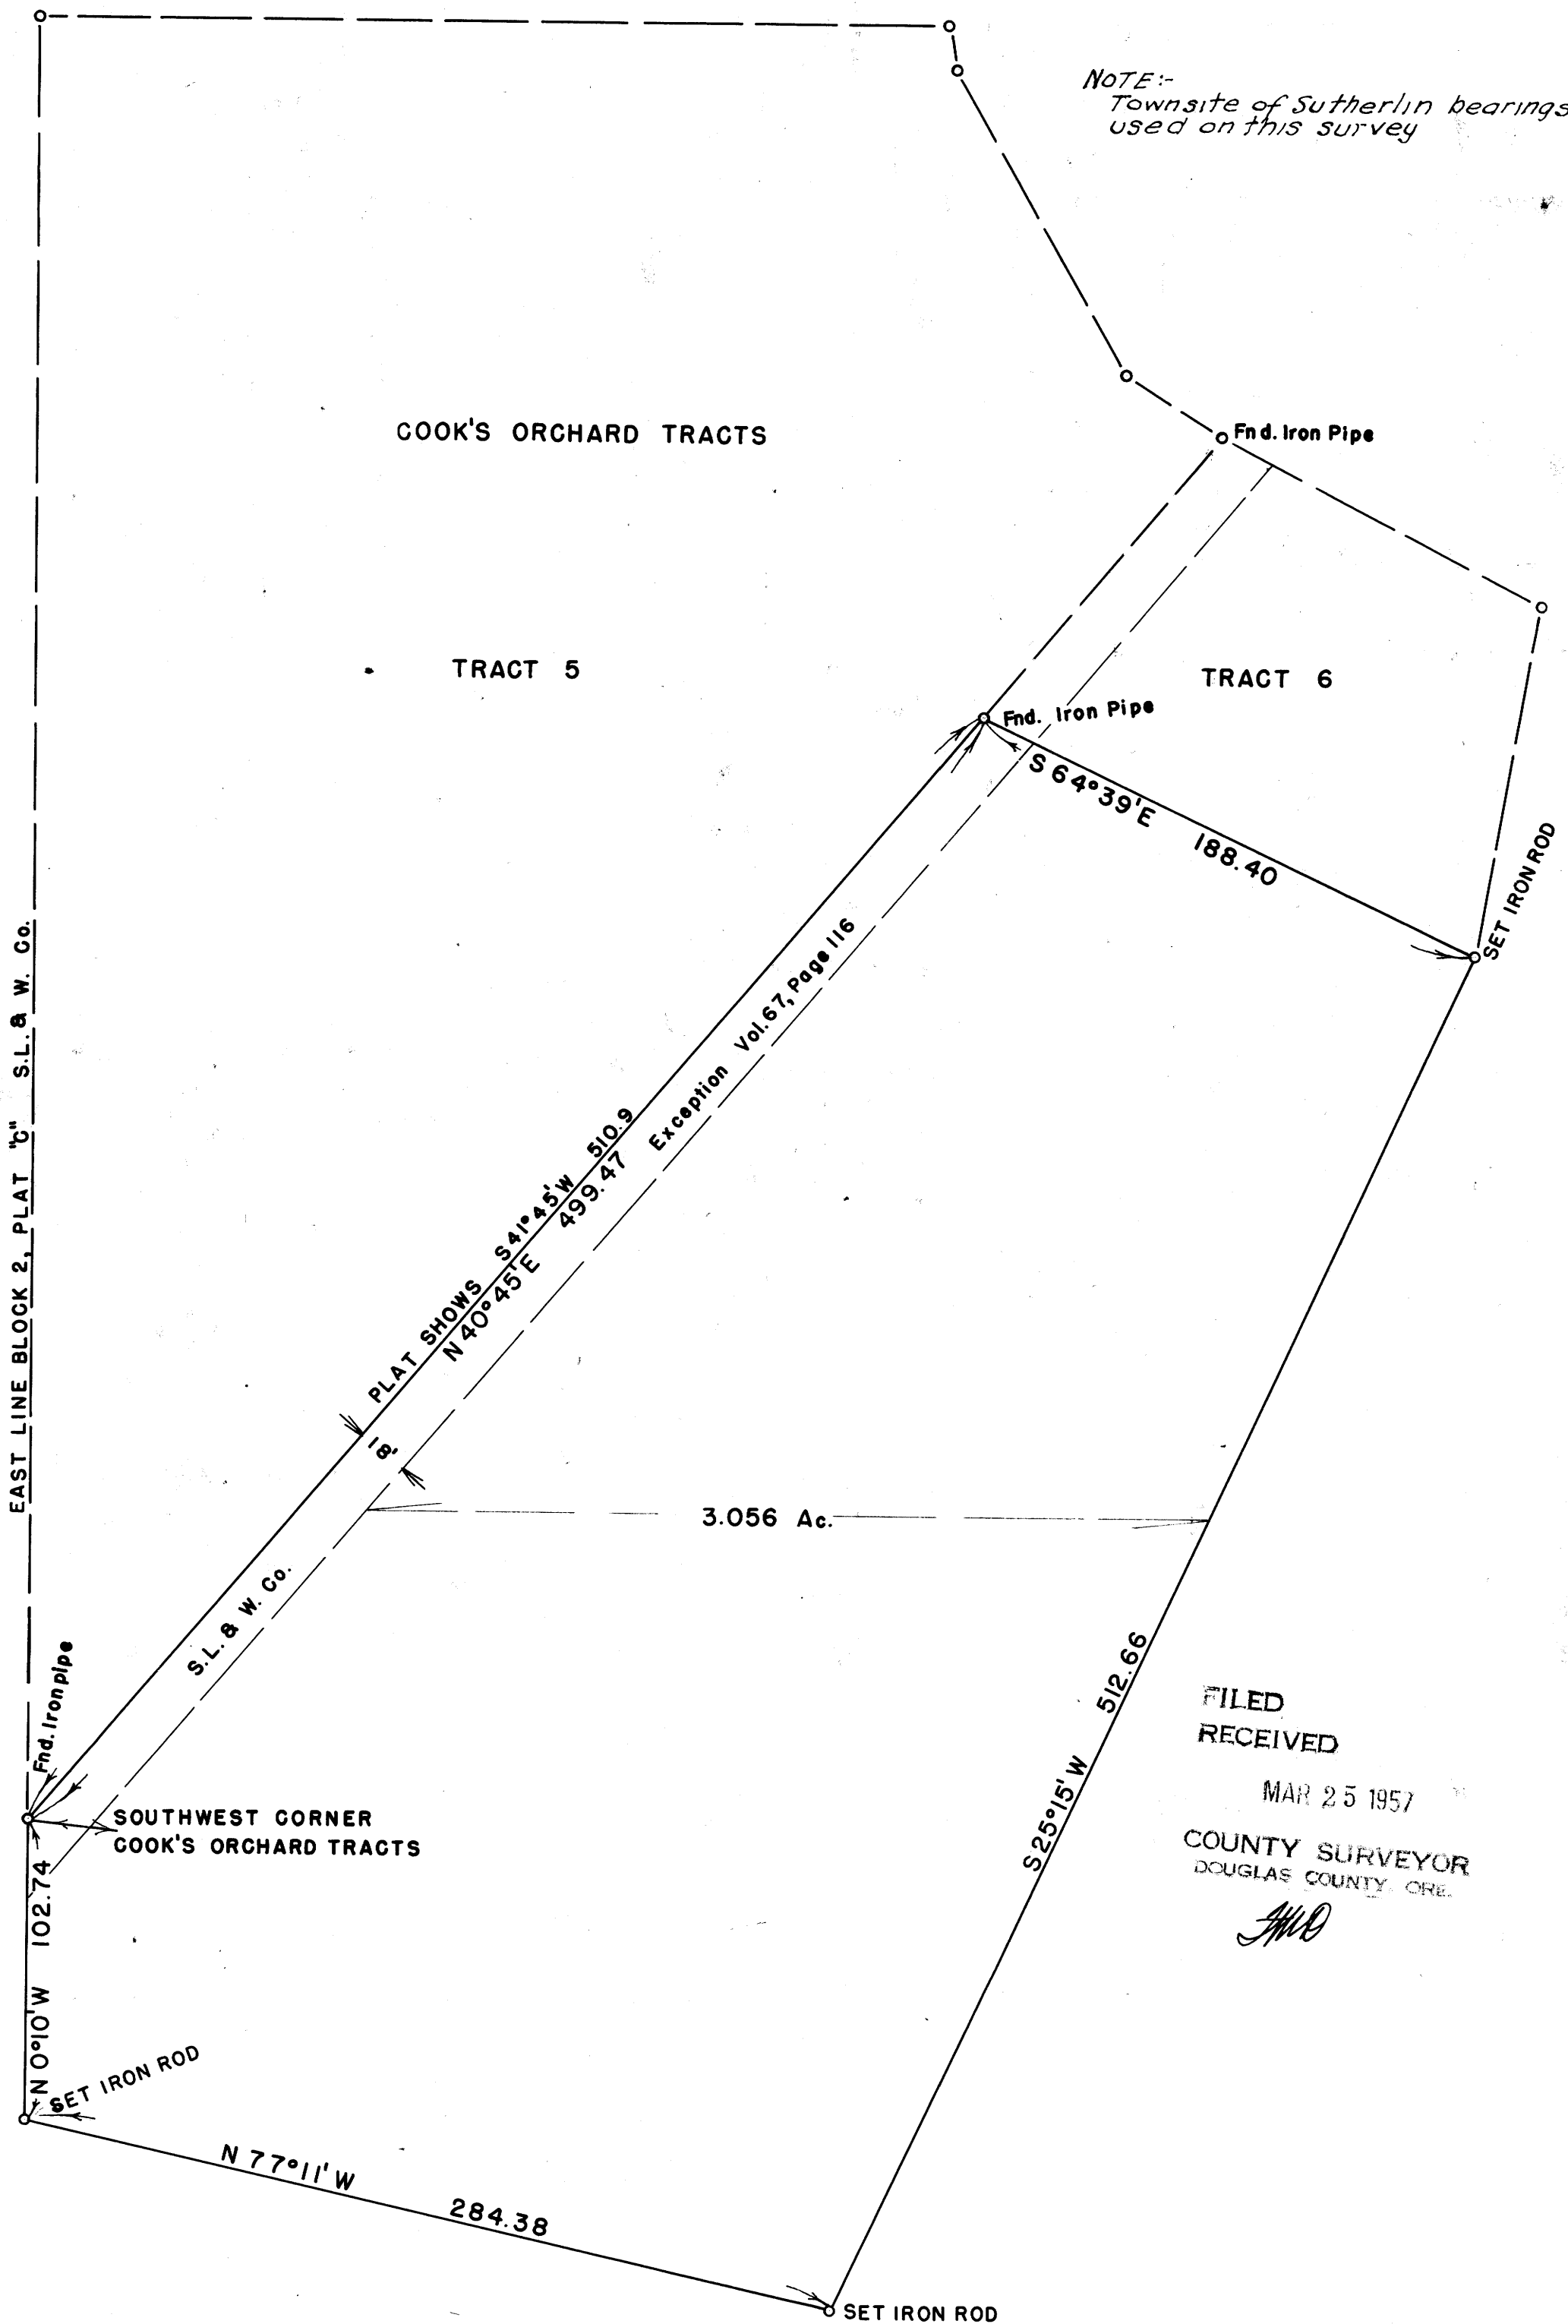 NOTE:-
Townsite of Sutherlin bearings
used on this survey
COOK'S ORCHARD TRACTS
Fnd. Iron Pipe
TRACT 5
TRACT 6
Fnd. Iron Pipe
S 64°39'E 188.40
SET IRON ROD
EAST LINE BLOCK 2, PLAT "C" S.L. & W. Co.
PLAT SHOWS S 41°45'W 510.9
N 40°45'E 499.47
Exception Vol. 67, Page 116
18'
3.056 Ac.
S.L. & W. Co.
Fnd. Iron pipe
S 25°15'W 512.66
SOUTHWEST CORNER
COOK'S ORCHARD TRACTS
N 0°10'W 102.74
SET IRON ROD
N 77°11'W 284.38
SET IRON ROD
FILED
RECEIVED
MAR 25 1957
COUNTY SURVEYOR
DOUGLAS COUNTY, ORE.